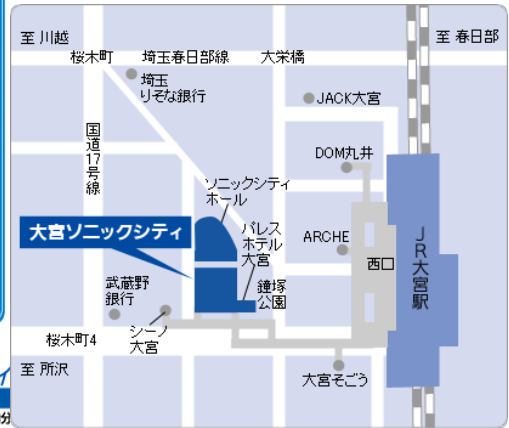 至 川越
至 春日部
桜木町
埼玉春日部線
大栄橋
埼玉
りそな銀行
JACK大宮
国道17号線
DOM丸井
ソニックシティ
ホール
大宮ソニックシティ
パレス
ホテル
大宮
ARCHE
西口
JR大宮駅
武蔵野
銀行
鐘塚
公園
シーノ
大宮
桜木町4
至 所沢
大宮そごう
イ
分